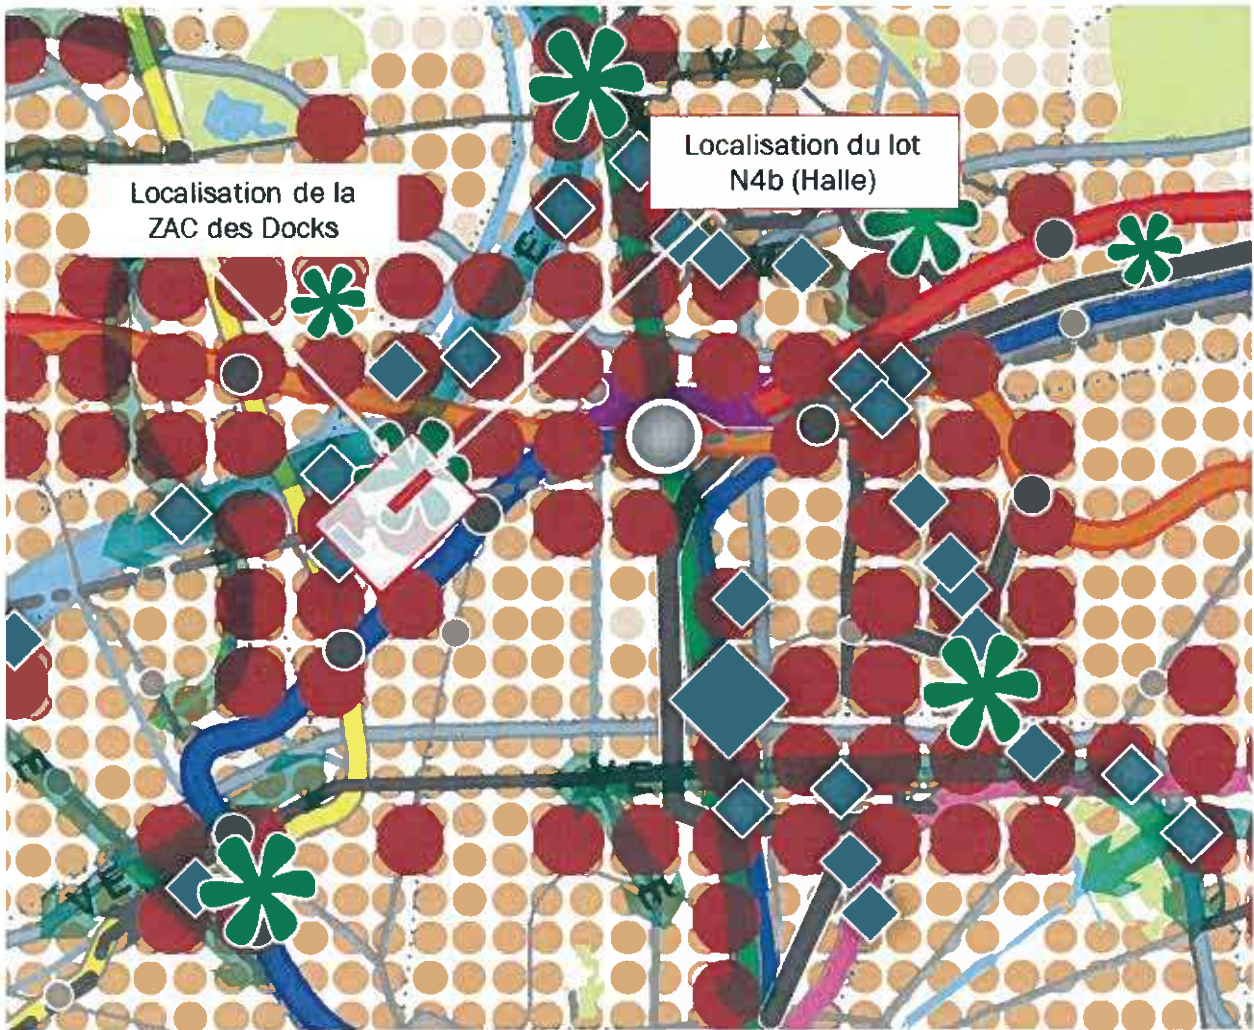 Localisation du lot
N4b (Halle)
Localisation de la
ZAC des Docks